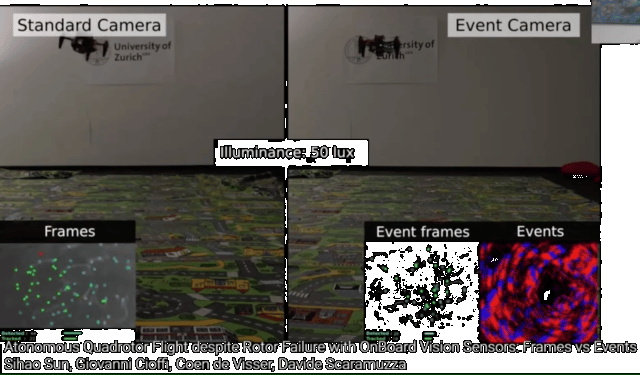 Standard Camera
Event Camera
University of
Zurich
University of
Zurich
Illuminance: 50 lux
Frames
Event frames
Events
Atonomous Quadrotor Flight despite Rotor Failure with OnBoard Vision Sensors: Frames vs Events
Sihao Sun, Giovanni Cioffi, Coen de Visser, Davide Scaramuzza